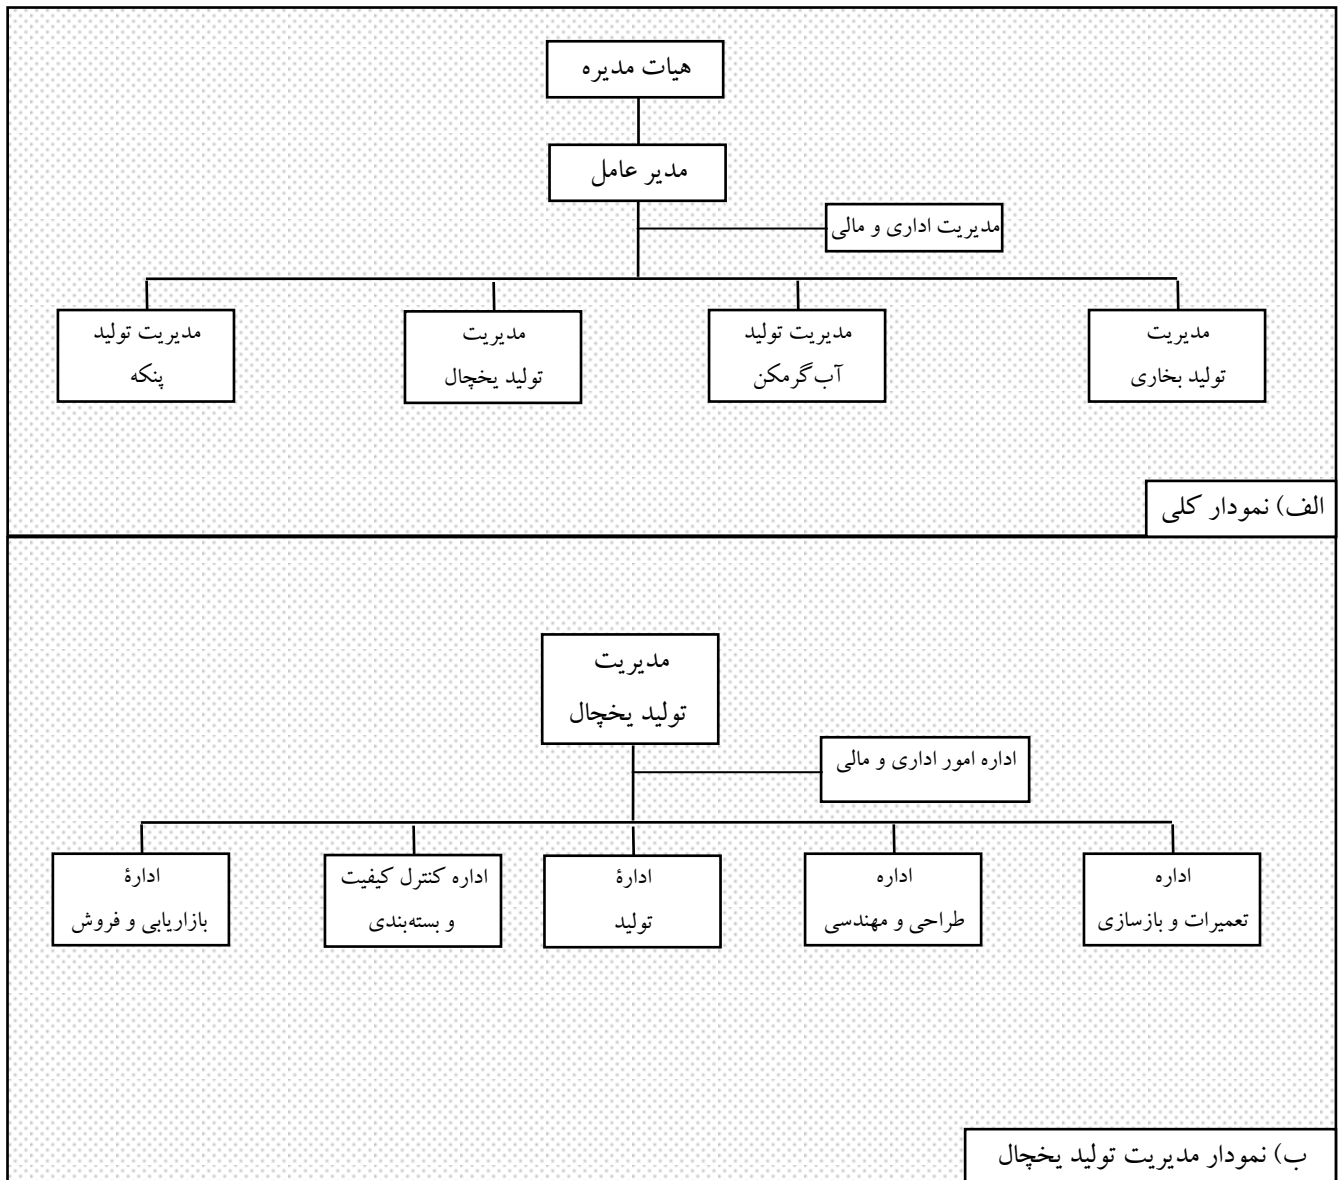 هیات مدیره
مدیر عامل
مدیریت اداری و مالی
مدیریت
تولید بخاری
مدیریت تولید
آب‌گرمکن
مدیریت
تولید یخچال
مدیریت تولید
پنکه
الف) نمودار کلی
مدیریت
تولید یخچال
اداره امور اداری و مالی
اداره
تعمیرات و بازسازی
اداره
طراحی و مهندسی
ادارۀ
تولید
اداره کنترل کیفیت
و بسته‌بندی
ادارۀ
بازاریابی و فروش
ب) نمودار مدیریت تولید یخچال